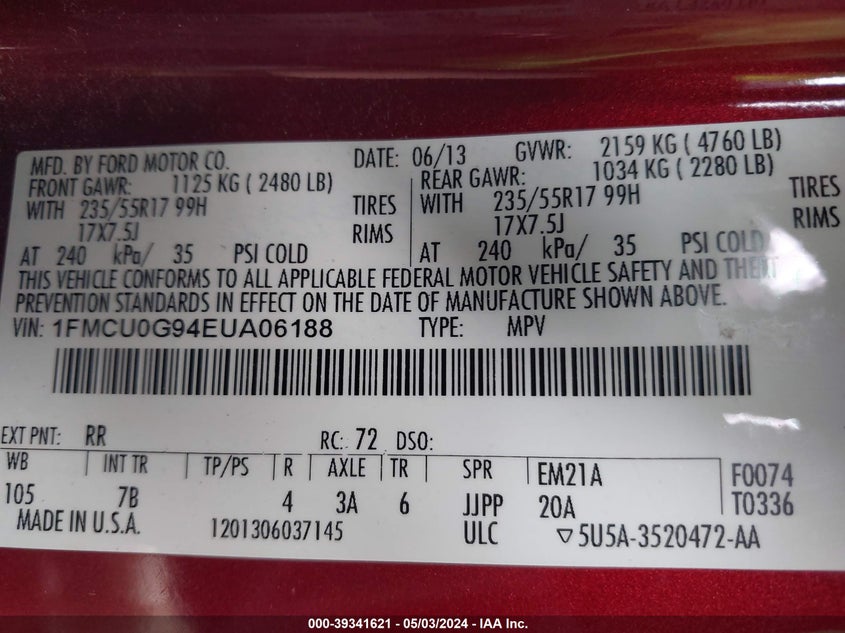 MFD. BY FORD MOTOR CO. DATE: 06/13 GVWR: 2159 KG ( 4760 LB)
FRONT GAWR: 1125 KG ( 2480 LB) REAR GAWR: 1034 KG ( 2280 LB)
WITH 235/55R17 99H TIRES WITH 235/55R17 99H TIRES
17X7.5J RIMS 17X7.5J RIMS
AT 240 kPa/ 35 PSI COLD AT 240 kPa/ 35 PSI COLD
THIS VEHICLE CONFORMS TO ALL APPLICABLE FEDERAL MOTOR VEHICLE SAFETY AND THEFT
PREVENTION STANDARDS IN EFFECT ON THE DATE OF MANUFACTURE SHOWN ABOVE.
VIN: 1FMCU0G94EUA06188 TYPE: MPV
EXT PNT: RR RC: 72 DSO:
WB INT TR TP/PS R AXLE TR SPR EM21A F0074
105 7B 4 3A 6 JJPP 20A T0336
MADE IN U.S.A. 1201306037145 ULC ▽5U5A-3520472-AA
000-39341621 - 05/03/2024 - IAA Inc.